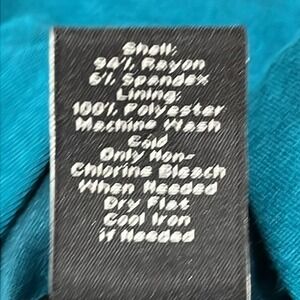 Shell:
94% Rayon
6% Spandex
Lining:
100% Polyester
Machine Wash
Cold
Only Non-
Chlorine Bleach
When Needed
Dry Flat
Cool Iron
if Needed